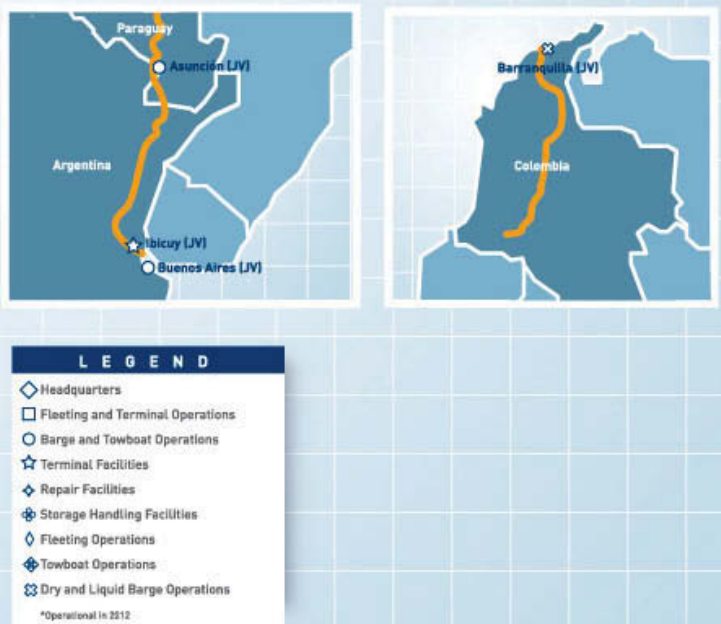 Paraguay
Asunción (JV)
Argentina
Ibicuy (JV)
Buenos Aires (JV)
Barranquilla (JV)
Colombia
LEGEND
Headquarters
Fleeting and Terminal Operations
Barge and Towboat Operations
Terminal Facilities
Repair Facilities
Storage Handling Facilities
Fleeting Operations
Towboat Operations
Dry and Liquid Barge Operations
*Operational in 2012